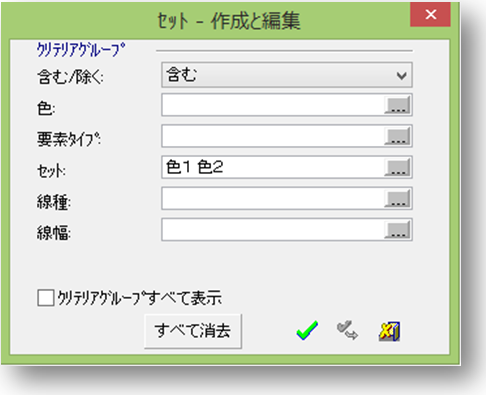 セット - 作成と編集
ｸﾘﾃﾘｱｸﾞﾙｰﾌﾟ
含む/除く: 含む
色: ...
要素ﾀｲﾌﾟ: ...
ｾｯﾄ: 色1 色2 ...
線種: ...
線幅: ...
ｸﾘﾃﾘｱｸﾞﾙｰﾌﾟすべて表示
すべて消去